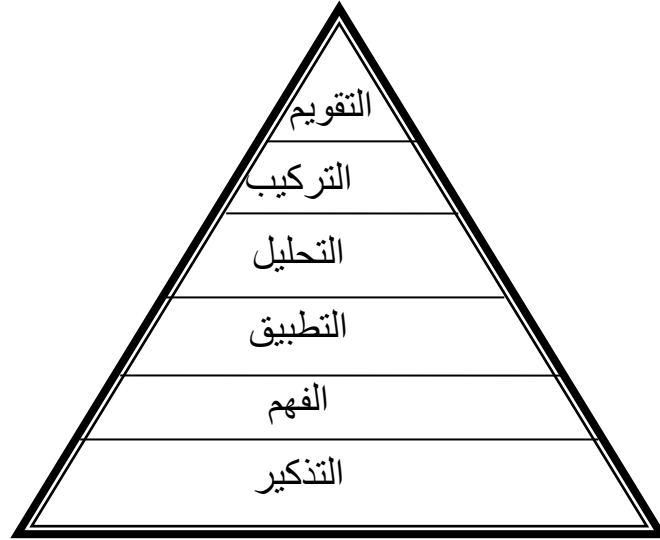 التقويم
التركيب
التحليل
التطبيق
الفهم
التذكير